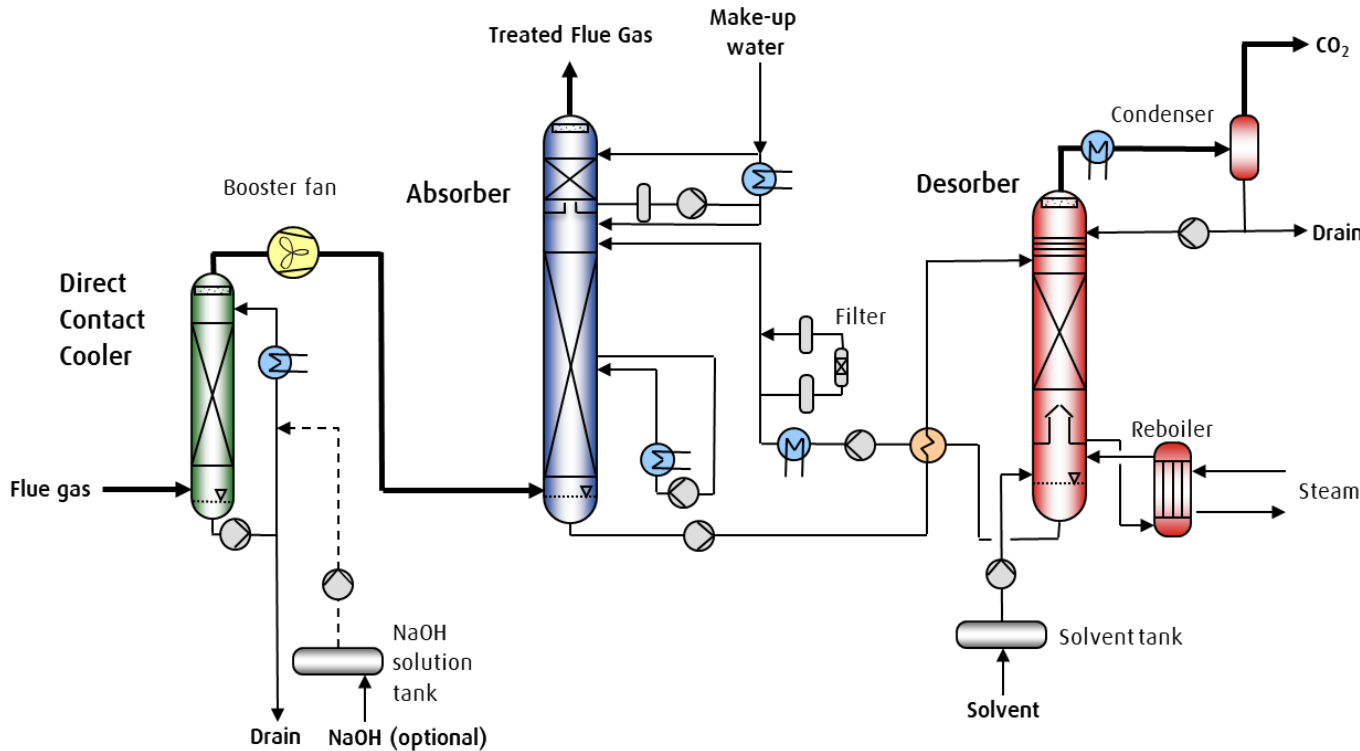 Treated Flue Gas
Make-up
water
CO₂
Condenser
Booster fan
Absorber
Desorber
Drain
Direct
Contact
Cooler
Filter
Reboiler
Flue gas
Steam
NaOH
solution
tank
Solvent tank
Solvent
Drain
NaOH (optional)